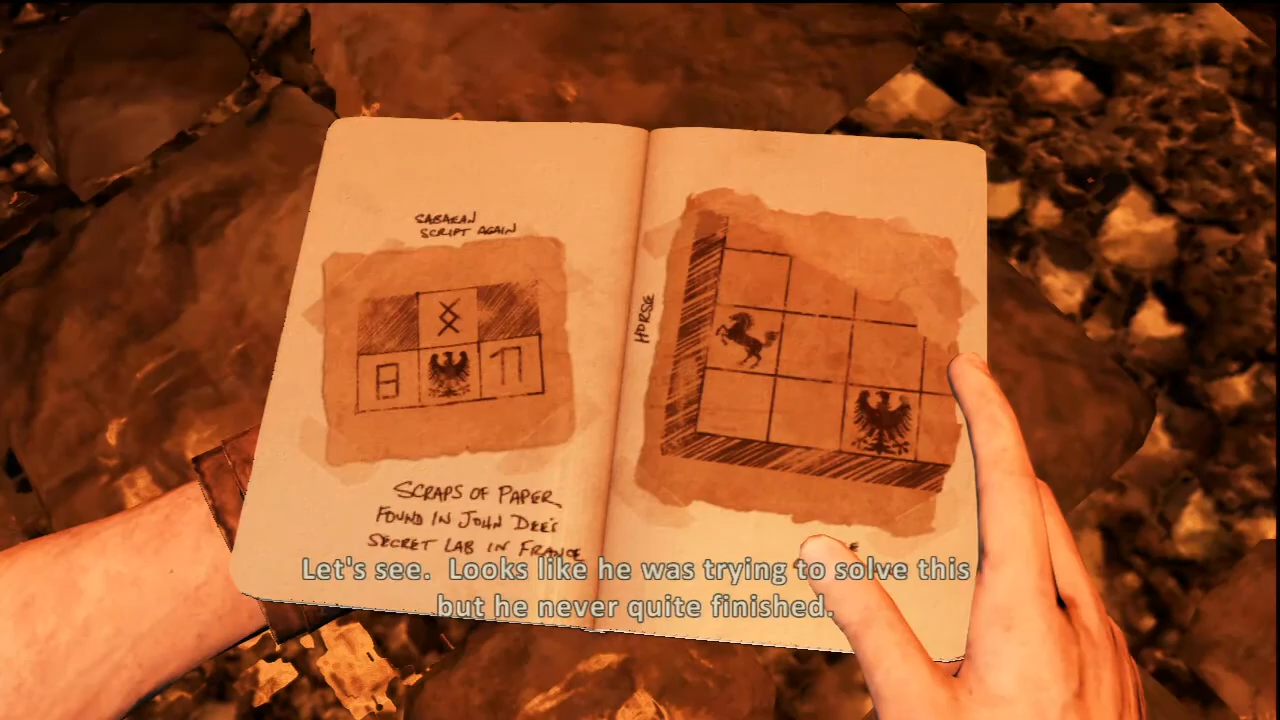 SABAEAN
SCRIPT AGAIN
HORSE
SCRAPS OF PAPER
FOUND IN JOHN DEE'S
SECRET LAB IN FRANCE
Let's see. Looks like he was trying to solve this
but he never quite finished.